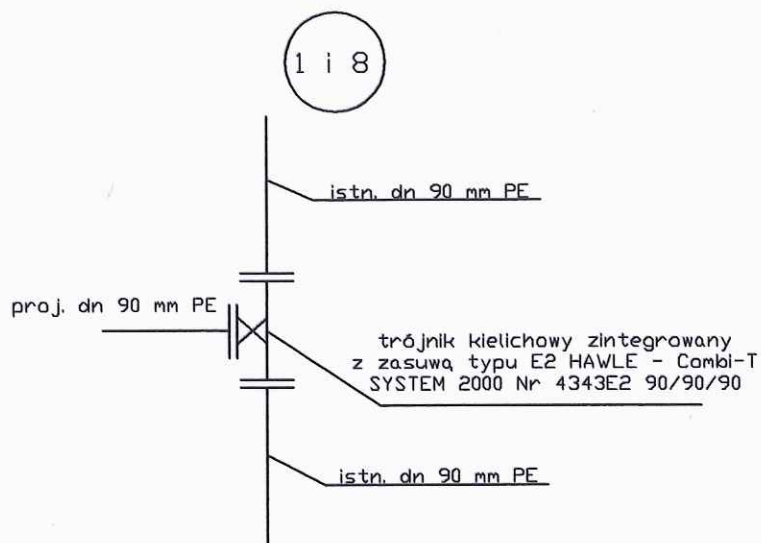 1 i 8
istn. dn 90 mm PE
proj. dn 90 mm PE
trójnik kielichowy zintegrowany
z zasuwą typu E2 HAWLE - Combi-T
SYSTEM 2000 Nr 4343E2 90/90/90
istn. dn 90 mm PE